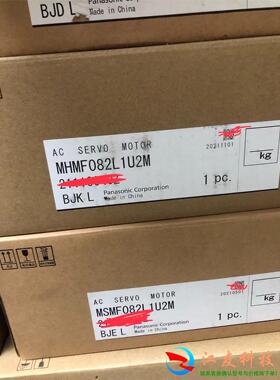 BJD L
Made in China
AC SERVO MOTOR
20211101
MHMF082L1U2M
kg
Panasonic Corporation
1 pc.
BJK L
Made in China
AC SERVO MOTOR
20210501
MSMF082L1U2M
Panasonic Corporation
1 pc.
BJE L
Made in China